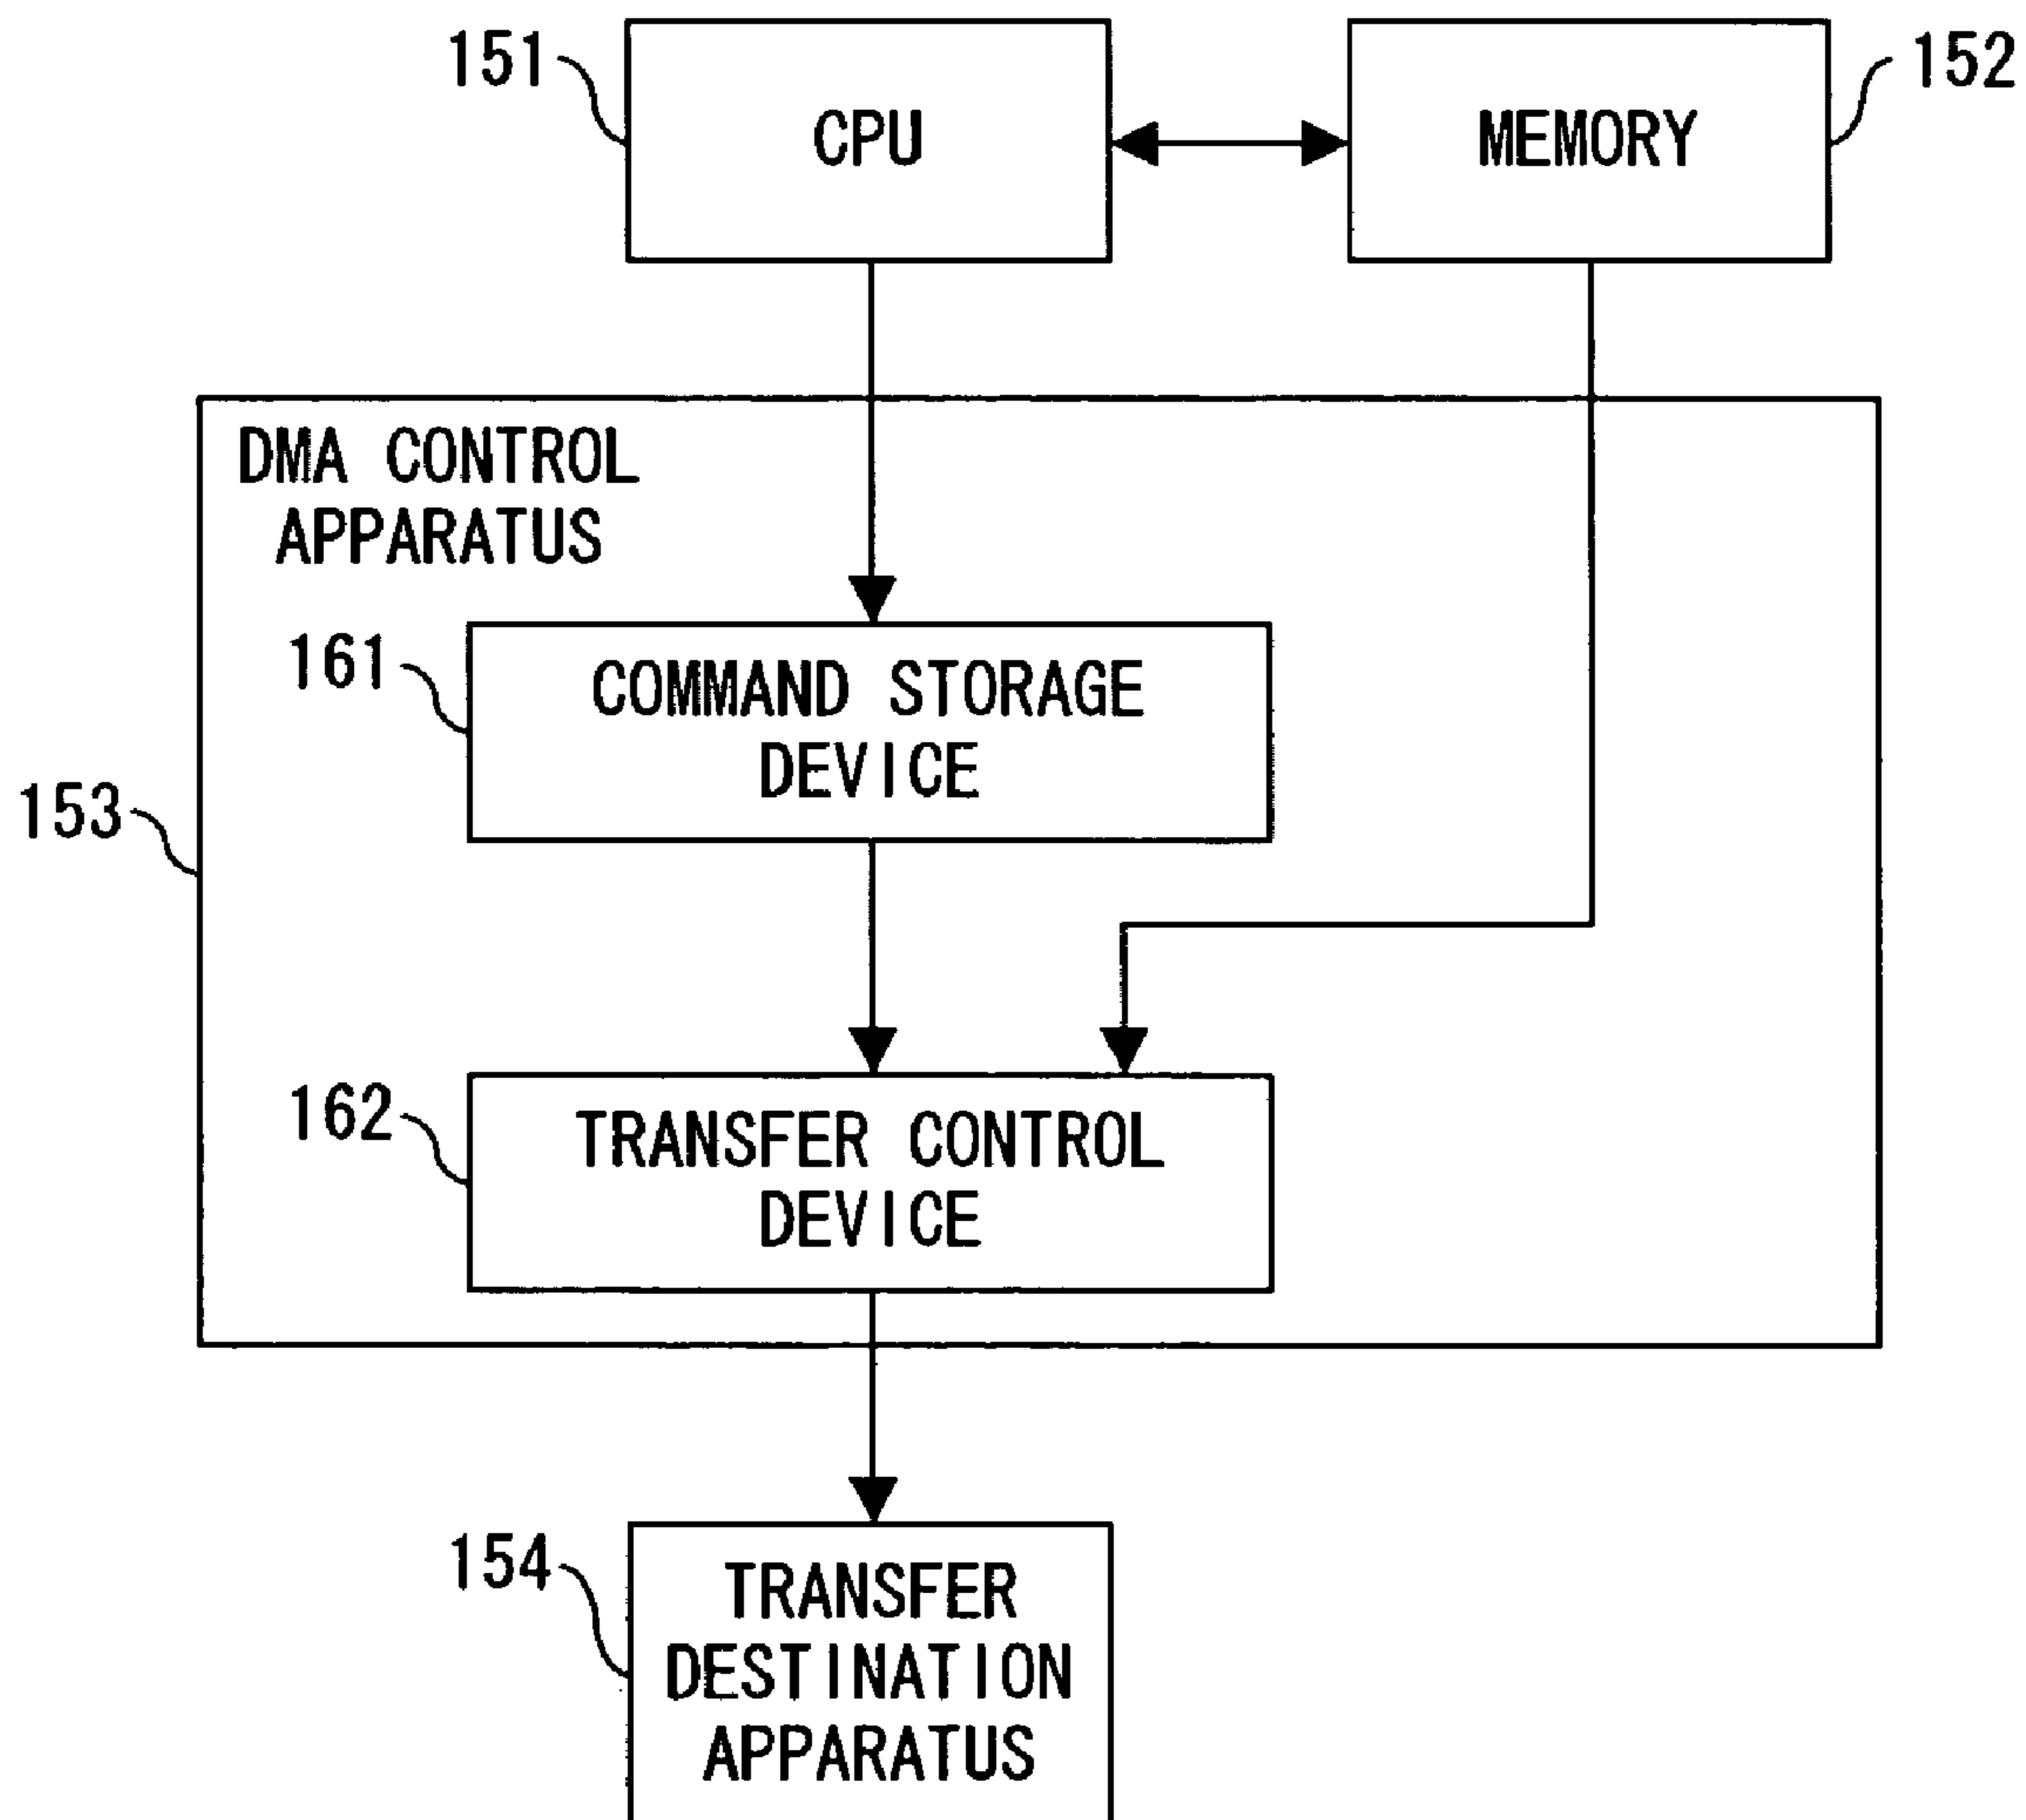 151
CPU
MEMORY
152
DMA CONTROL
APPARATUS
161
COMMAND STORAGE
DEVICE
153
162
TRANSFER CONTROL
DEVICE
154
TRANSFER
DESTINATION
APPARATUS